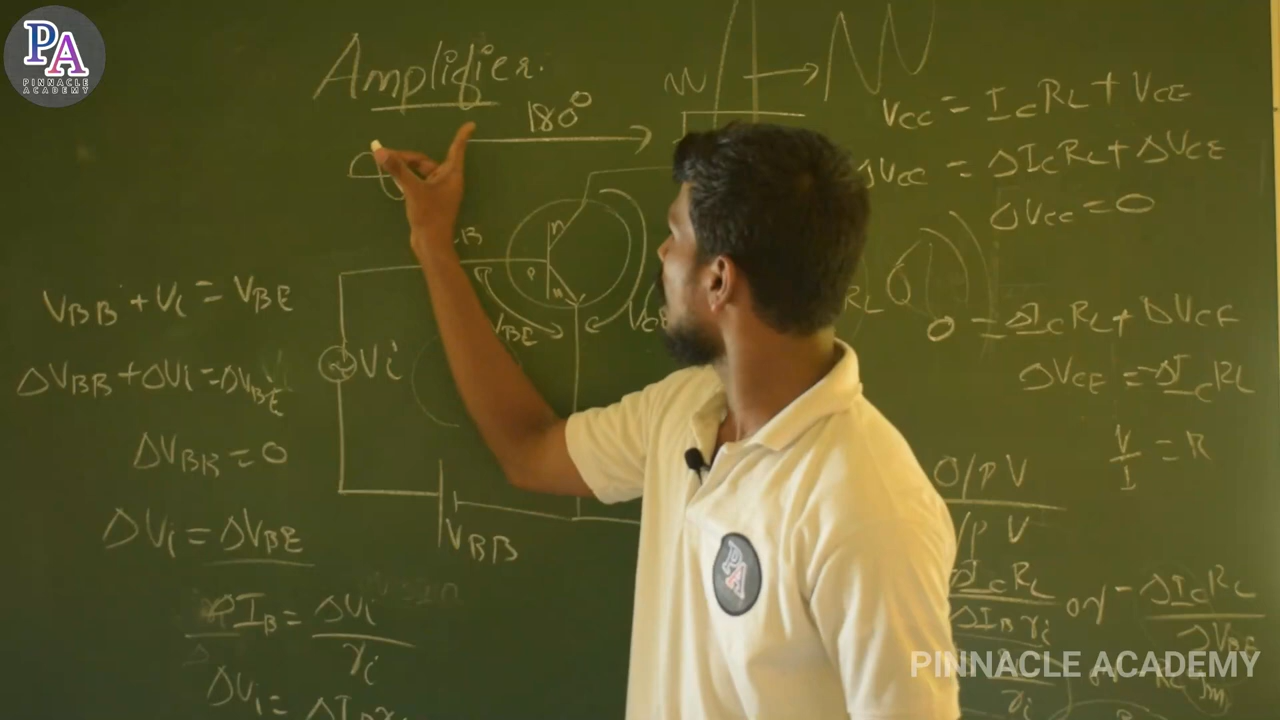 PA
PINNACLE
ACADEMY
Amplifier.
180°
VCC = ICRL + VCE
ΔVCC = ΔICRL + ΔVCE
ΔVCC = 0
n
P
n
VBB + Vi = VBE
ΔVBB + ΔVi = ΔVBE
ΔVBB = 0
ΔVi = ΔVBE
Vi
VBE
VCE
RL
0 = ΔICRL + ΔVCE
ΔVCE = -ΔICRL
V/I = R
VBB
O/P V
I/P V
ΔIB = ΔVi/ri
ΔICRL/ΔIBri or -ΔICRL/ΔVBE
PINNACLE ACADEMY